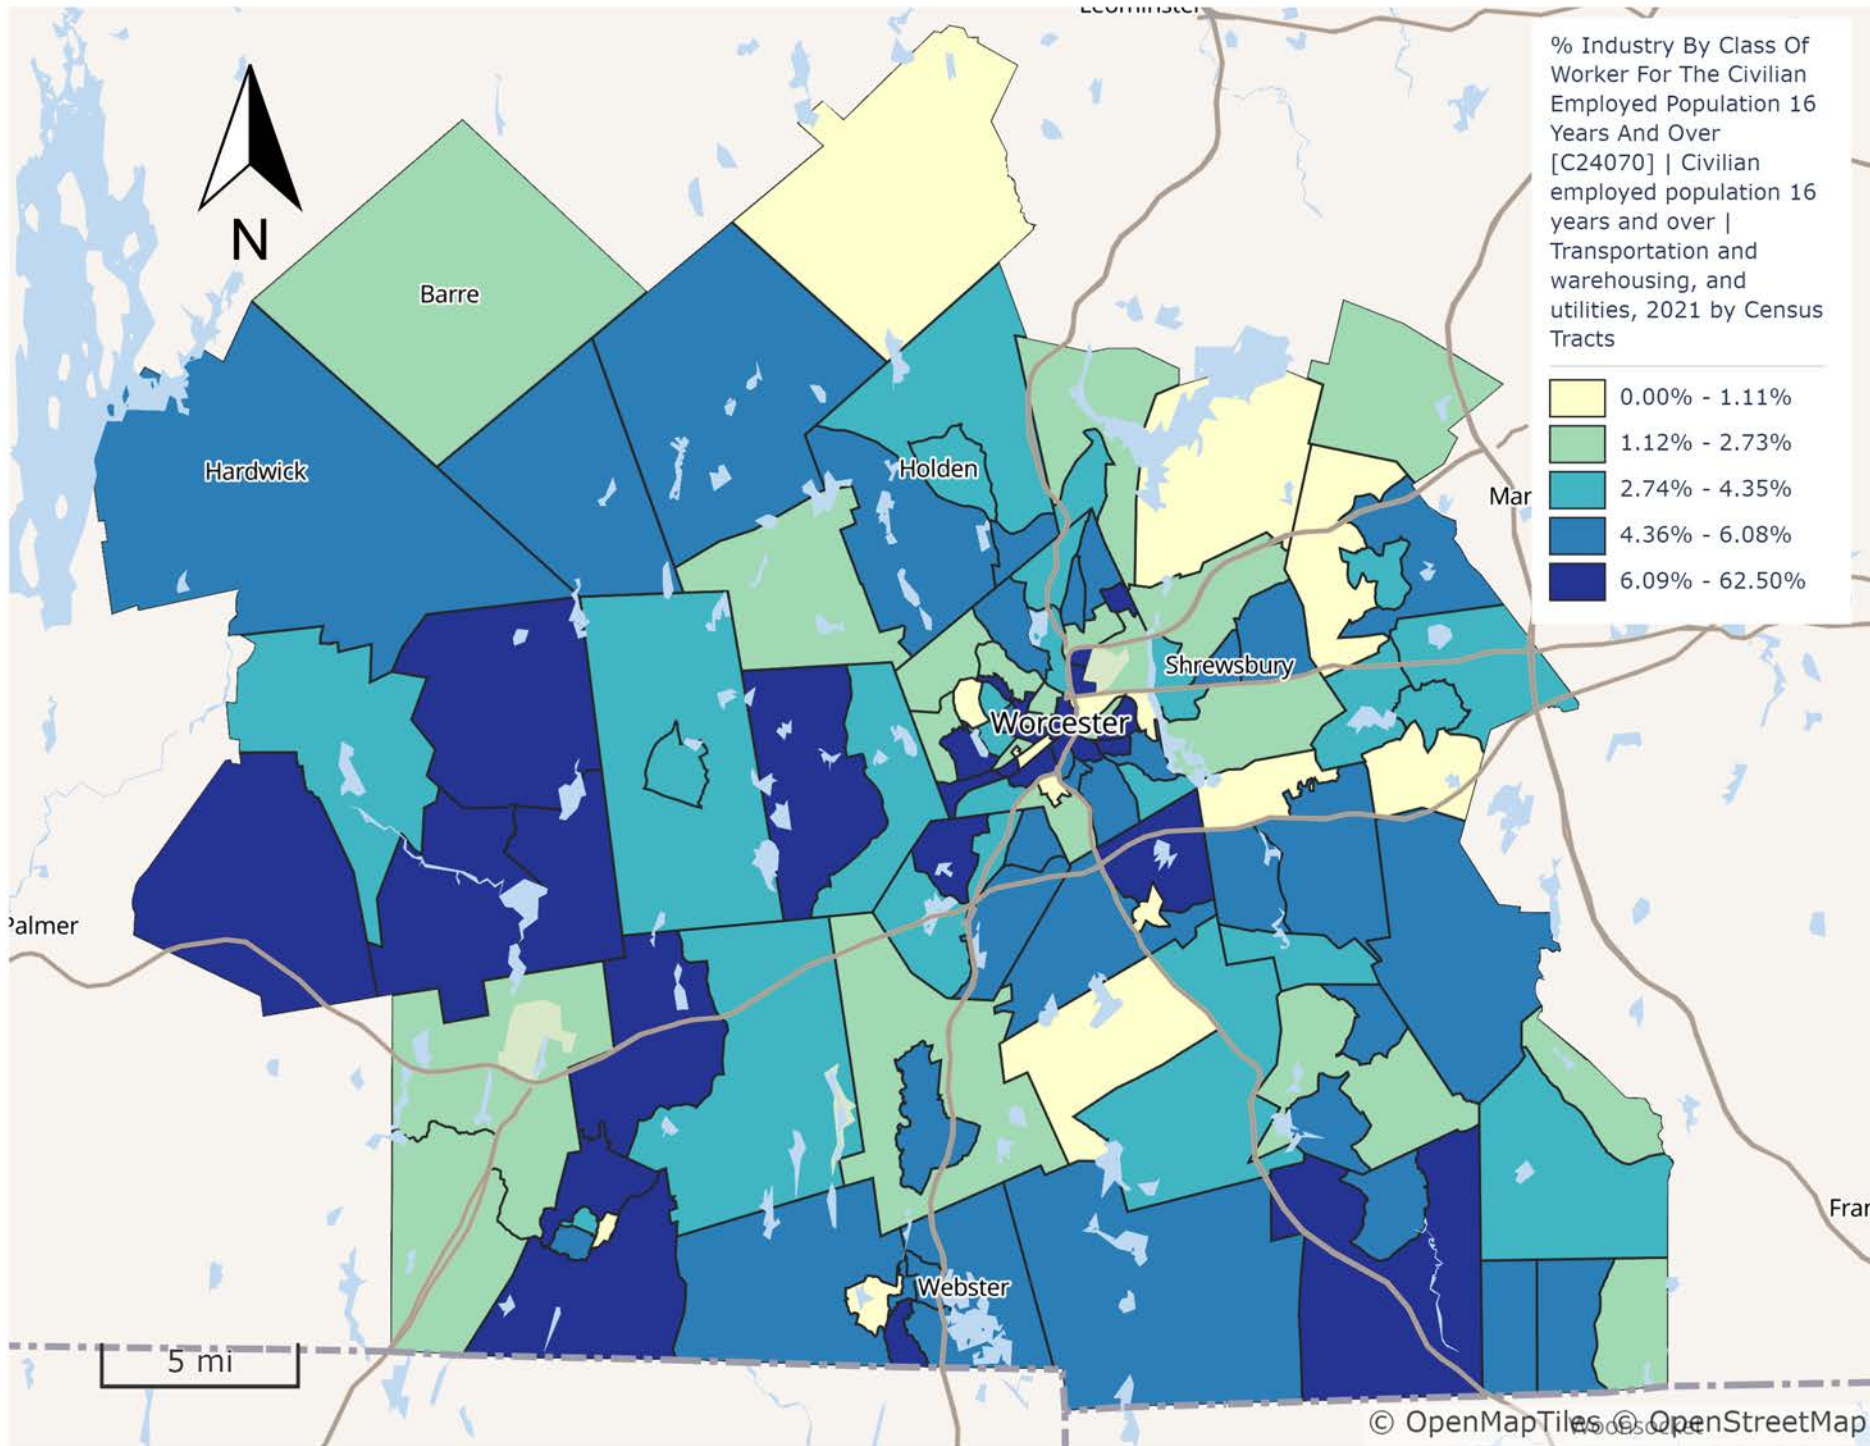 Leominster
% Industry By Class Of
Worker For The Civilian
Employed Population 16
Years And Over
[C24070] | Civilian
employed population 16
years and over |
Transportation and
warehousing, and
utilities, 2021 by Census
Tracts
0.00% - 1.11%
1.12% - 2.73%
2.74% - 4.35%
4.36% - 6.08%
6.09% - 62.50%
N
Barre
Hardwick
Holden
Mar
Shrewsbury
Worcester
Palmer
Fran
Webster
5 mi
© OpenMapTiles © OpenStreetMap
Woonsocket